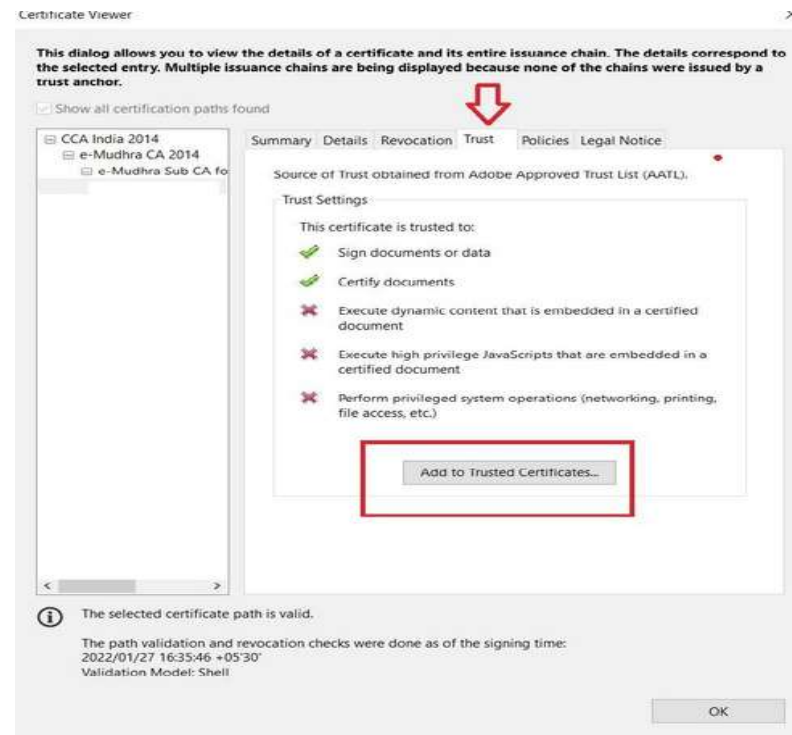 Certificate Viewer
This dialog allows you to view the details of a certificate and its entire issuance chain. The details correspond to
the selected entry. Multiple issuance chains are being displayed because none of the chains were issued by a
trust anchor.
Show all certification paths found
CCA India 2014
e-Mudhra CA 2014
e-Mudhra Sub CA fo
Summary Details Revocation Trust Policies Legal Notice
Source of Trust obtained from Adobe Approved Trust List (AATL).
Trust Settings
This certificate is trusted to:
Sign documents or data
Certify documents
Execute dynamic content that is embedded in a certified
document
Execute high privilege JavaScripts that are embedded in a
certified document
Perform privileged system operations (networking, printing,
file access, etc.)
Add to Trusted Certificates...
The selected certificate path is valid.
The path validation and revocation checks were done as of the signing time:
2022/01/27 16:35:46 +05'30'
Validation Model: Shell
OK